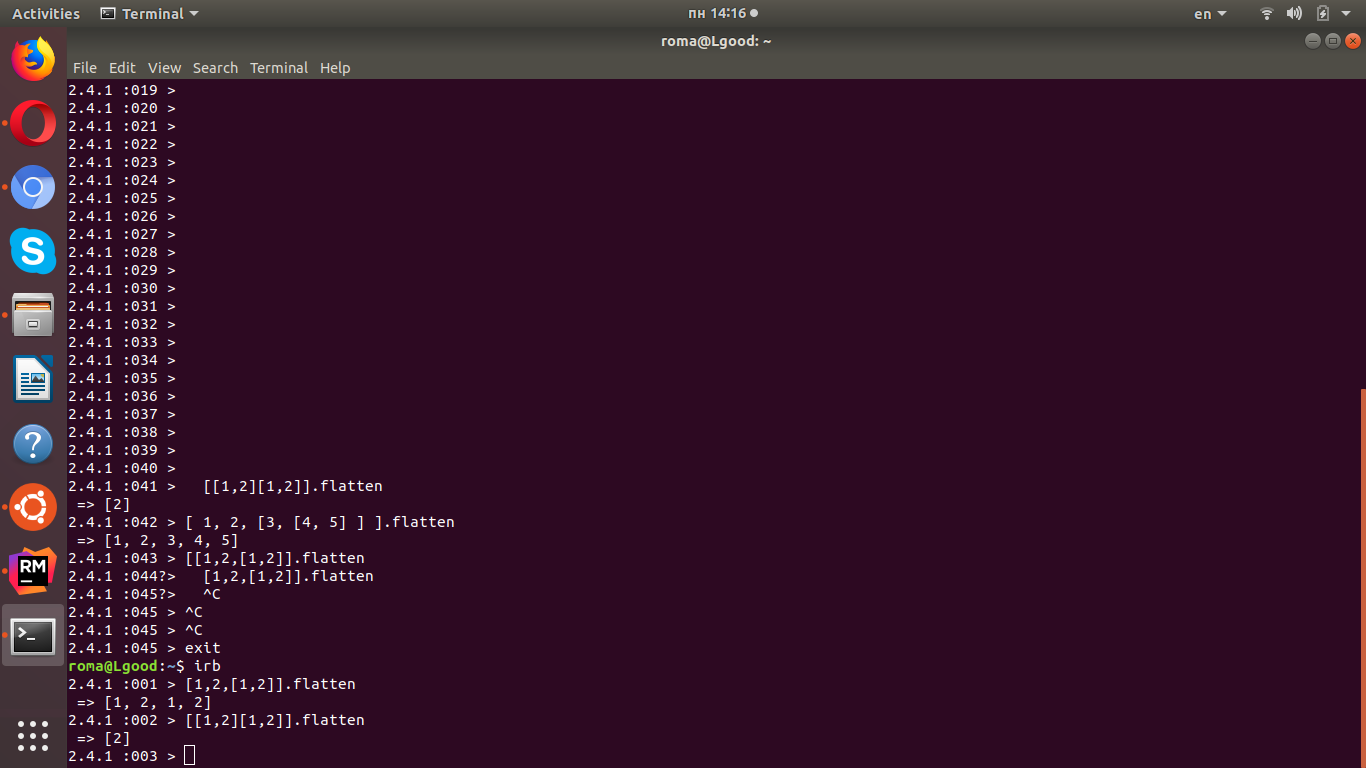 Activities Terminal пн 14:16 en
roma@Lgood: ~
File Edit View Search Terminal Help
2.4.1 :019 >
2.4.1 :020 >
2.4.1 :021 >
2.4.1 :022 >
2.4.1 :023 >
2.4.1 :024 >
2.4.1 :025 >
2.4.1 :026 >
2.4.1 :027 >
2.4.1 :028 >
2.4.1 :029 >
2.4.1 :030 >
2.4.1 :031 >
2.4.1 :032 >
2.4.1 :033 >
2.4.1 :034 >
2.4.1 :035 >
2.4.1 :036 >
2.4.1 :037 >
2.4.1 :038 >
2.4.1 :039 >
2.4.1 :040 >
2.4.1 :041 >   [[1,2][1,2]].flatten
 => [2]
2.4.1 :042 > [ 1, 2, [3, [4, 5] ] ].flatten
 => [1, 2, 3, 4, 5]
2.4.1 :043 > [[1,2,[1,2]].flatten
2.4.1 :044?>   [1,2,[1,2]].flatten
2.4.1 :045?>   ^C
2.4.1 :045 > ^C
2.4.1 :045 > ^C
2.4.1 :045 > exit
roma@Lgood:~$ irb
2.4.1 :001 > [1,2,[1,2]].flatten
 => [1, 2, 1, 2]
2.4.1 :002 > [[1,2][1,2]].flatten
 => [2]
2.4.1 :003 >
S
?
RM
>_